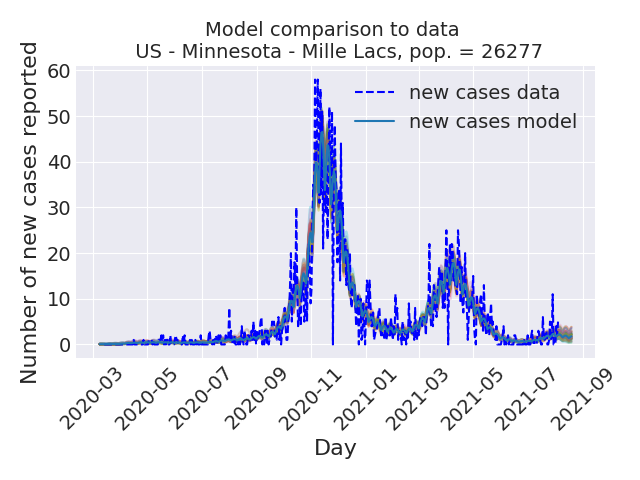 Model comparison to data
US - Minnesota - Mille Lacs, pop. = 26277
Number of new cases reported
60
50
40
30
20
10
0
new cases data
new cases model
2020-03
2020-05
2020-07
2020-09
2020-11
2021-01
2021-03
2021-05
2021-07
2021-09
Day